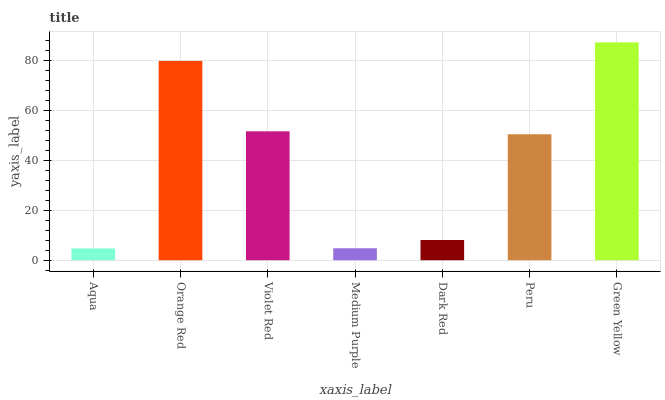 title
yaxis_label
80
60
40
20
0
Aqua
Orange Red
Violet Red
Medium Purple
Dark Red
Peru
Green Yellow
xaxis_label